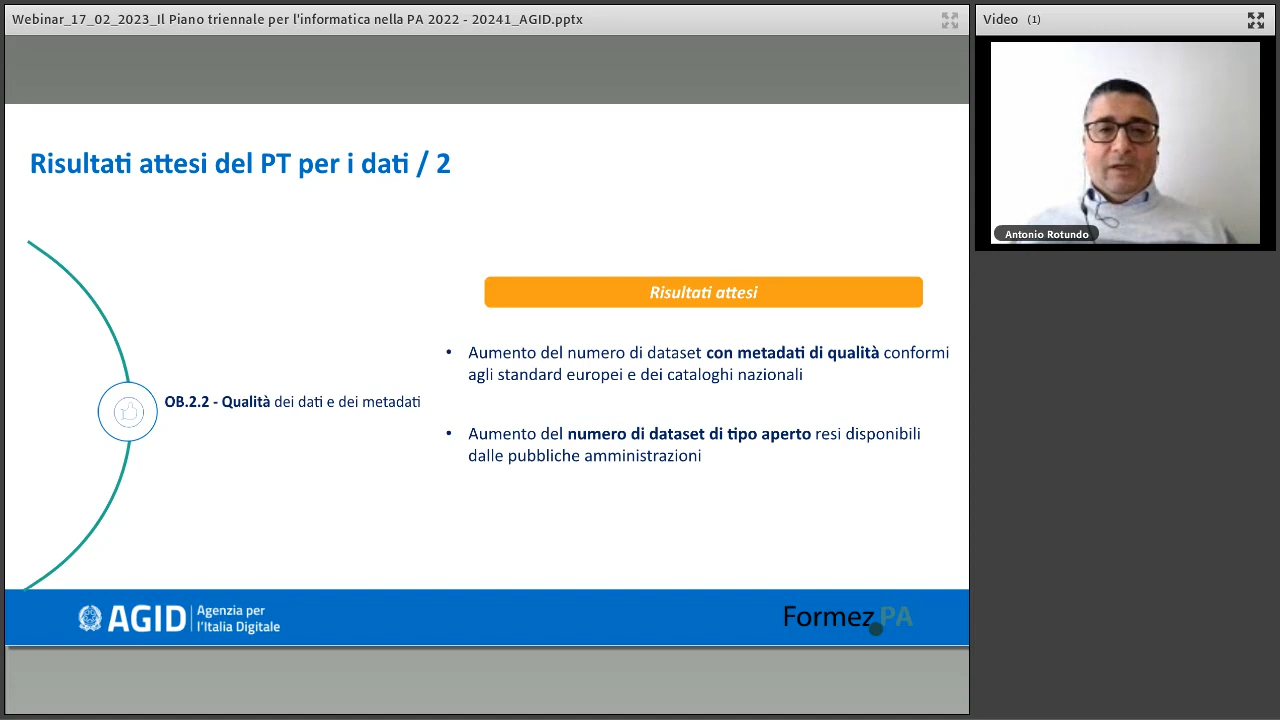 Webinar_17_02_2023_Il Piano triennale per l'informatica nella PA 2022 - 20241_AGID.pptx
Video (1)
Antonio Rotundo
Risultati attesi del PT per i dati / 2
Risultati attesi
• Aumento del numero di dataset con metadati di qualità conformi
agli standard europei e dei cataloghi nazionali
OB.2.2 - Qualità dei dati e dei metadati
• Aumento del numero di dataset di tipo aperto resi disponibili
dalle pubbliche amministrazioni
AGID Agenzia per
l'Italia Digitale
Formez PA